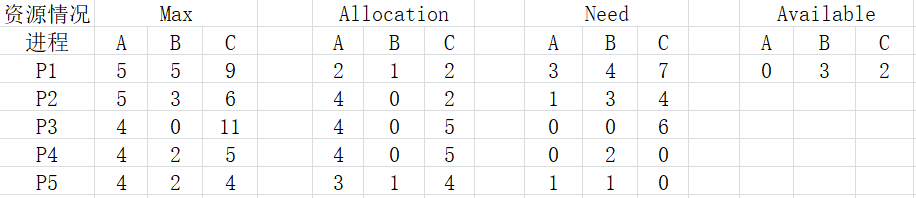 资源情况 Max Allocation Need Available
进程 A B C A B C A B C A B C
P1 5 5 9 2 1 2 3 4 7 0 3 2
P2 5 3 6 4 0 2 1 3 4
P3 4 0 11 4 0 5 0 0 6
P4 4 2 5 4 0 5 0 2 0
P5 4 2 4 3 1 4 1 1 0